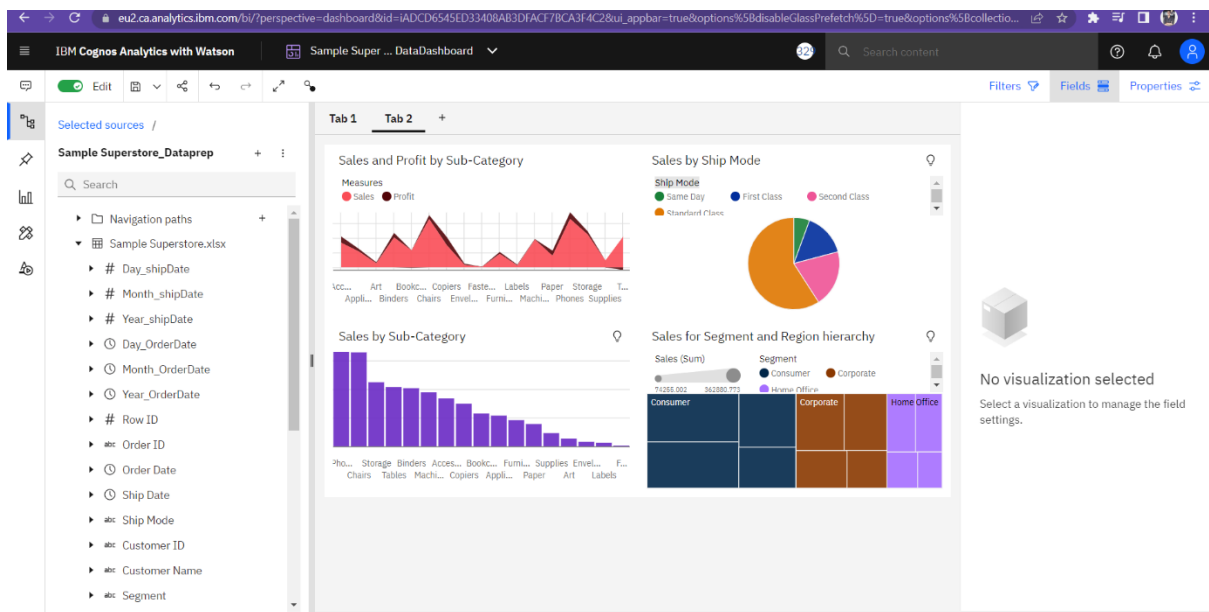 eu2.ca.analytics.ibm.com/bi/?perspective=dashboard&id=iADCD6545ED33408AB3DFACF7BCA3F4C2&ui_appbar=true&options%5BdisableGlassPrefetch%5D=true&options%5Bcollectio...
IBM Cognos Analytics with Watson
Sample Super ... DataDashboard
329
Search content
Edit
Filters
Fields
Properties
Selected sources /
Sample Superstore_Dataprep
Search
Navigation paths
Sample Superstore.xlsx
# Day_shipDate
# Month_shipDate
# Year_shipDate
Day_OrderDate
Month_OrderDate
Year_OrderDate
# Row ID
abc Order ID
Order Date
Ship Date
abc Ship Mode
abc Customer ID
abc Customer Name
abc Segment
Tab 1 Tab 2 +
Sales and Profit by Sub-Category
Measures
Sales Profit
Acc... Art Bookc... Copiers Faste... Labels Paper Storage T...
Appli... Binders Chairs Envel... Furni... Machi... Phones Supplies
Sales by Ship Mode
Ship Mode
Same Day First Class Second Class
Standard Class
Sales by Sub-Category
Pho... Storage Binders Acces... Bookc... Furni... Supplies Envel... F...
Chairs Tables Machi... Copiers Appli... Paper Art Labels
Sales for Segment and Region hierarchy
Sales (Sum) Segment
Consumer Corporate
74255.002 362880.773 Home Office
Consumer Corporate Home Office
No visualization selected
Select a visualization to manage the field
settings.